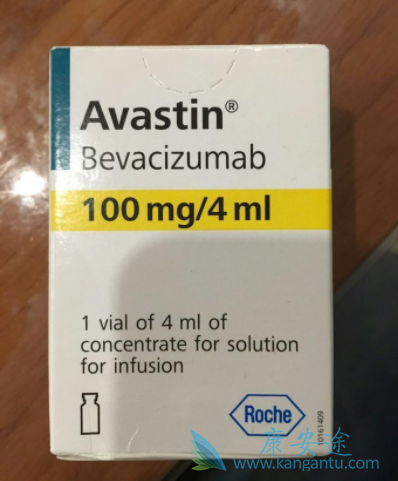 Avastin®
Bevacizumab
100 mg/4 ml
1 vial of 4 ml of
concentrate for solution
for infusion
Roche
10161409
康安途
www.kangantu.com